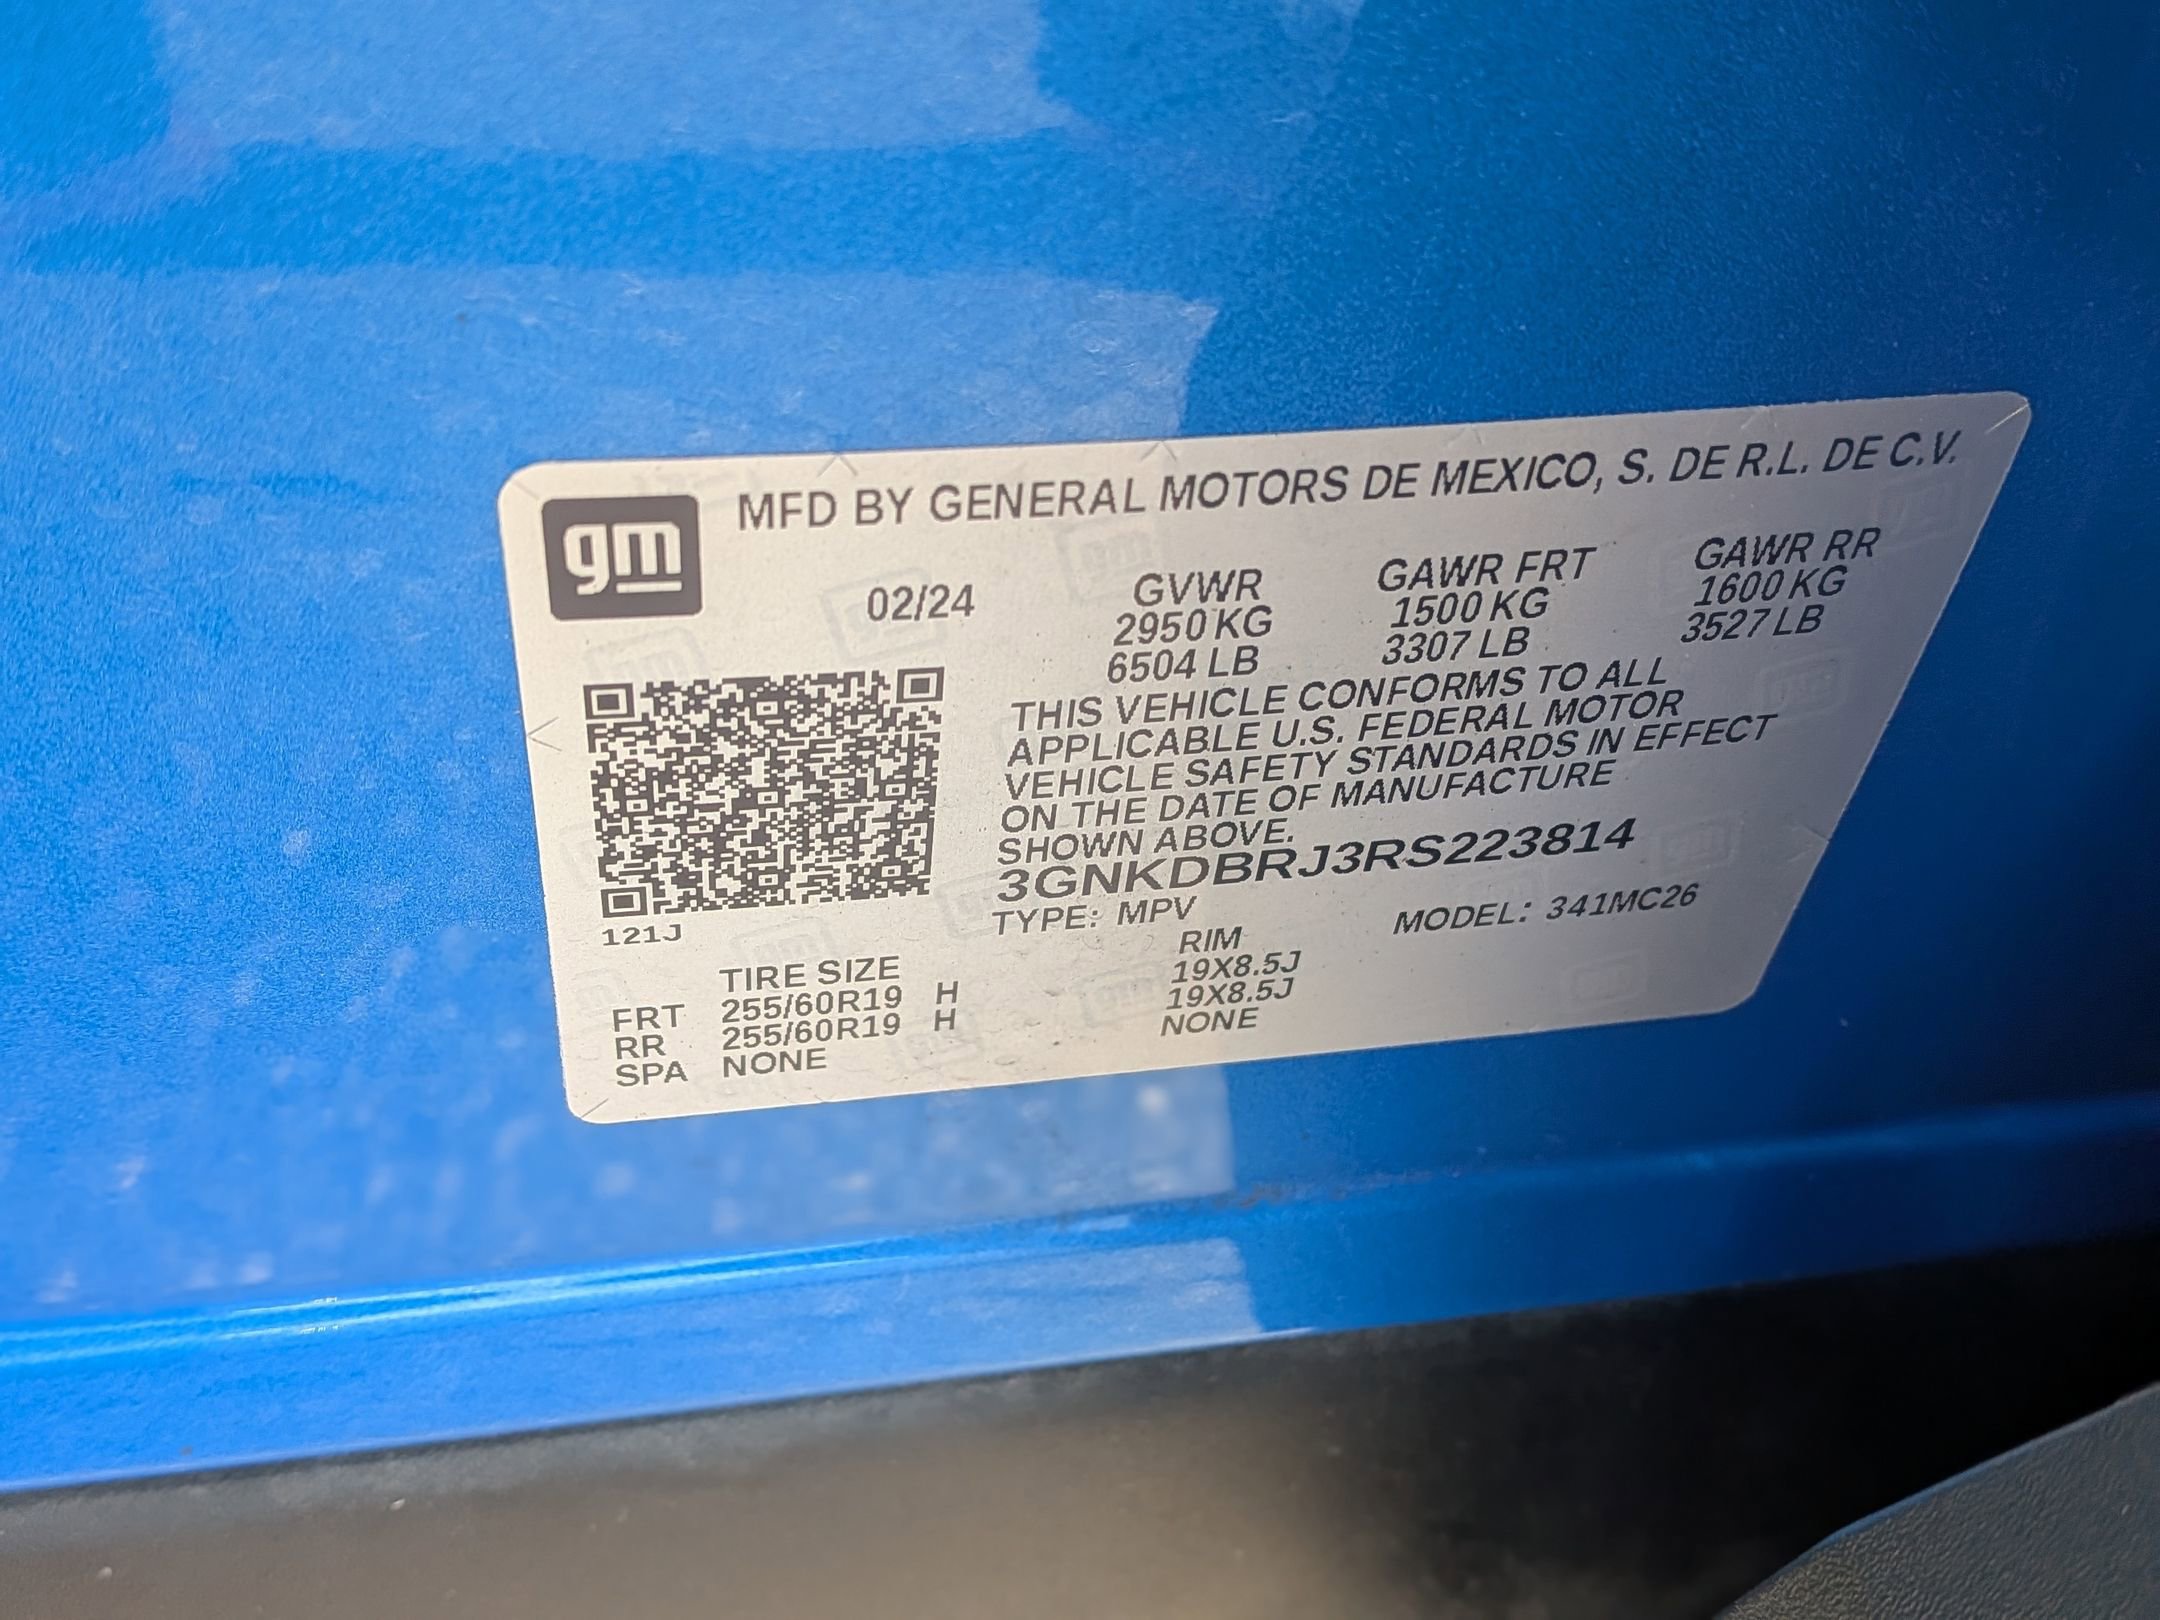 gm
MFD BY GENERAL MOTORS DE MEXICO, S. DE R.L. DE C.V.
02/24
GVWR GAWR FRT GAWR RR
2950 KG 1500 KG 1600 KG
6504 LB 3307 LB 3527 LB
THIS VEHICLE CONFORMS TO ALL
APPLICABLE U.S. FEDERAL MOTOR
VEHICLE SAFETY STANDARDS IN EFFECT
ON THE DATE OF MANUFACTURE
SHOWN ABOVE.
3GNKDBRJ3RS223814
TYPE: MPV MODEL: 341MC26
121J
TIRE SIZE RIM
FRT 255/60R19 H 19X8.5J
RR 255/60R19 H 19X8.5J
SPA NONE NONE